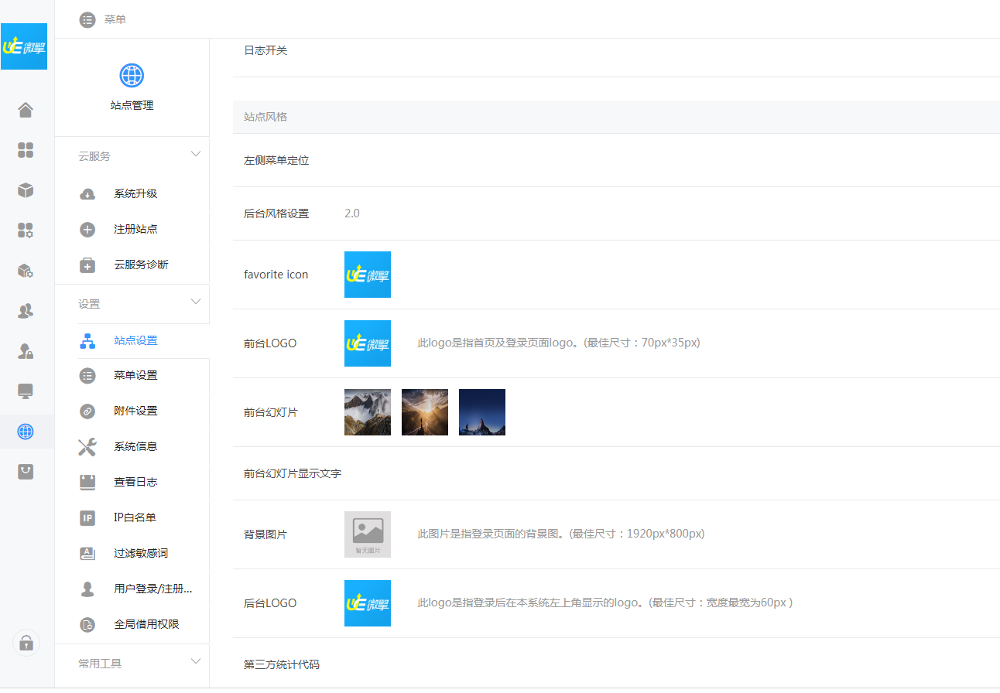 菜单
微擎
站点管理
云服务
系统升级
注册站点
云服务诊断
设置
站点设置
菜单设置
附件设置
系统信息
查看日志
IP
IP白名单
A
过滤敏感词
用户登录/注册...
全局借用权限
常用工具
日志开关
站点风格
左侧菜单定位
后台风格设置 2.0
favorite icon 微擎
前台LOGO 微擎 此logo是指首页及登录页面logo。(最佳尺寸：70px*35px)
前台幻灯片
前台幻灯片显示文字
背景图片 暂无图片 此图片是指登录页面的背景图。(最佳尺寸：1920px*800px)
后台LOGO 微擎 此logo是指登录后在本系统左上角显示的logo。(最佳尺寸：宽度最宽为60px )
第三方统计代码